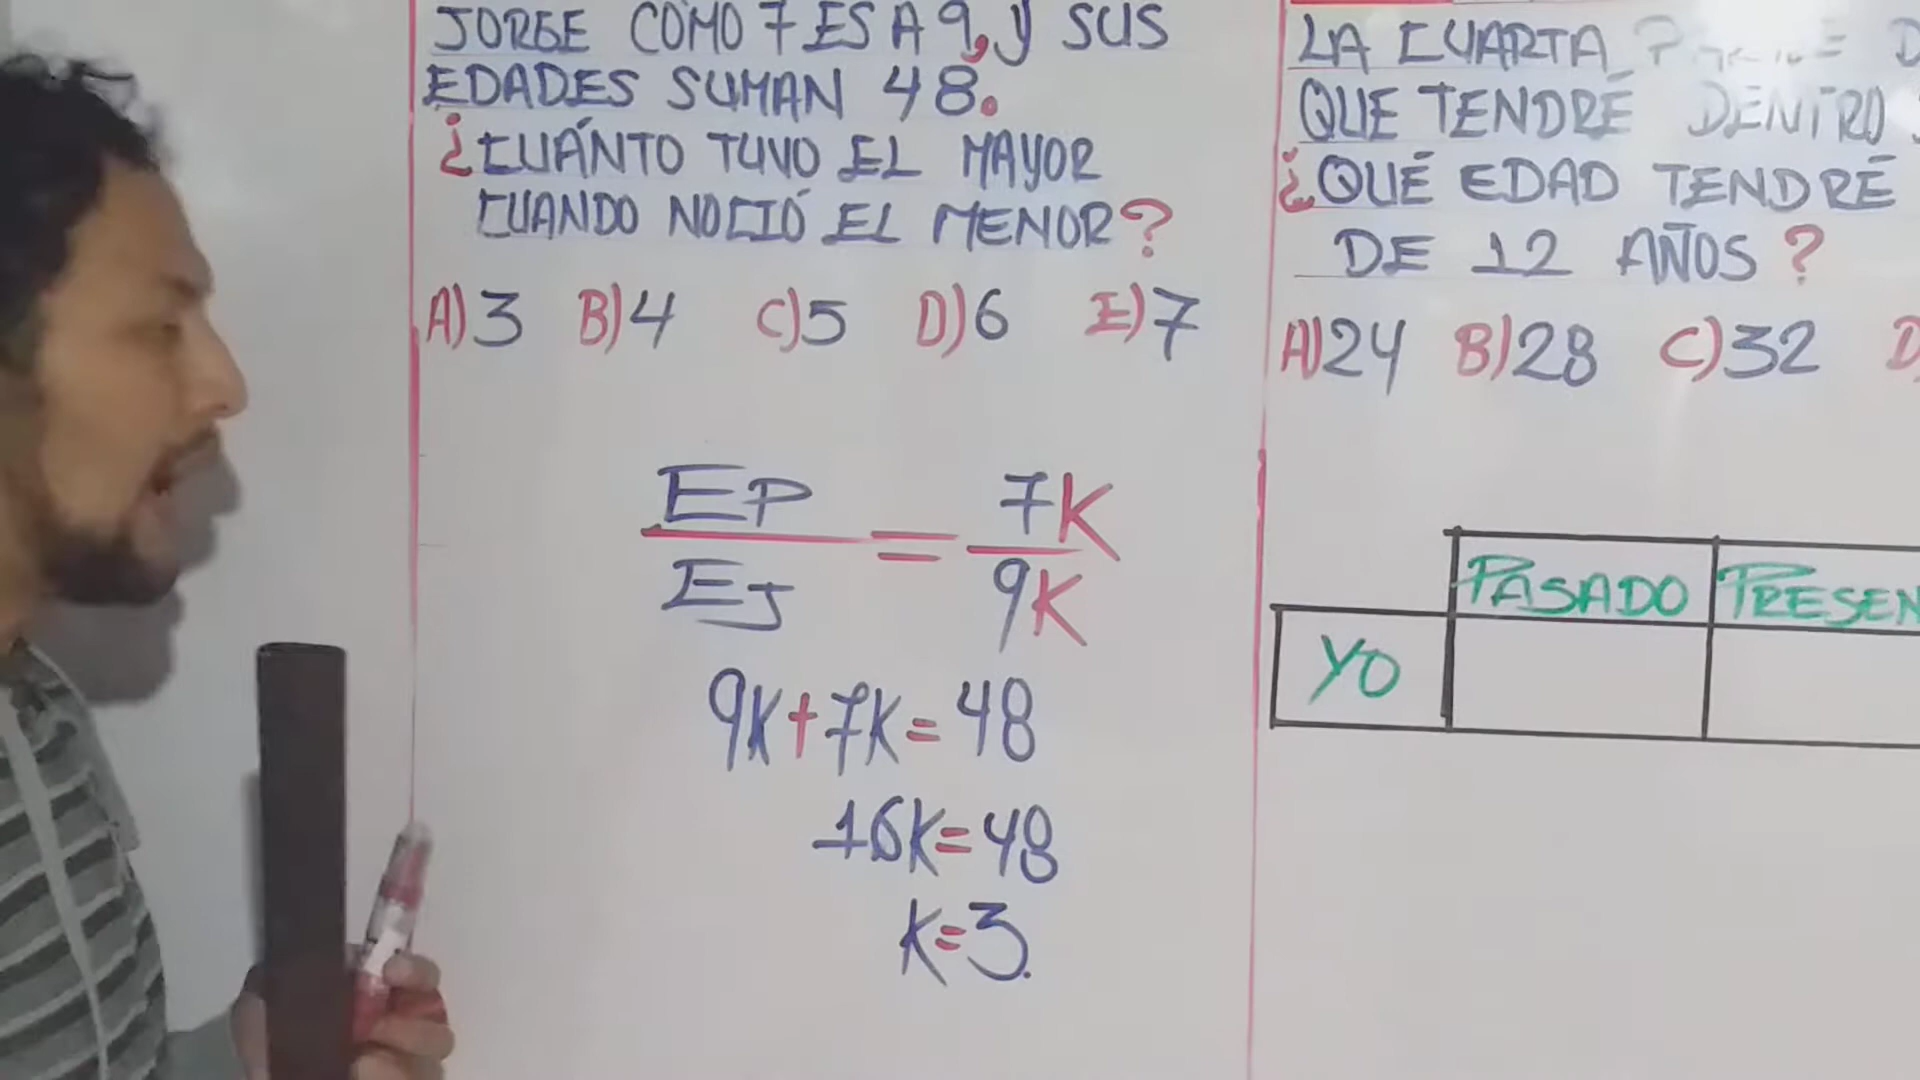 JORGE COMO 7 ES A 9, Y SUS
EDADES SUMAN 48.
¿CUÁNTO TUVO EL MAYOR
CUANDO NACIÓ EL MENOR?
A)3 B)4 C)5 D)6 E)7
EP = 7K
EJ 9K
9K+7K=48
16K=48
K=3.
LA CUARTA PARTE D
QUE TENDRÉ DENTRO
¿QUÉ EDAD TENDRÉ
DE 12 AÑOS?
A)24 B)28 C)32 D)
PASADO PRESEN
YO